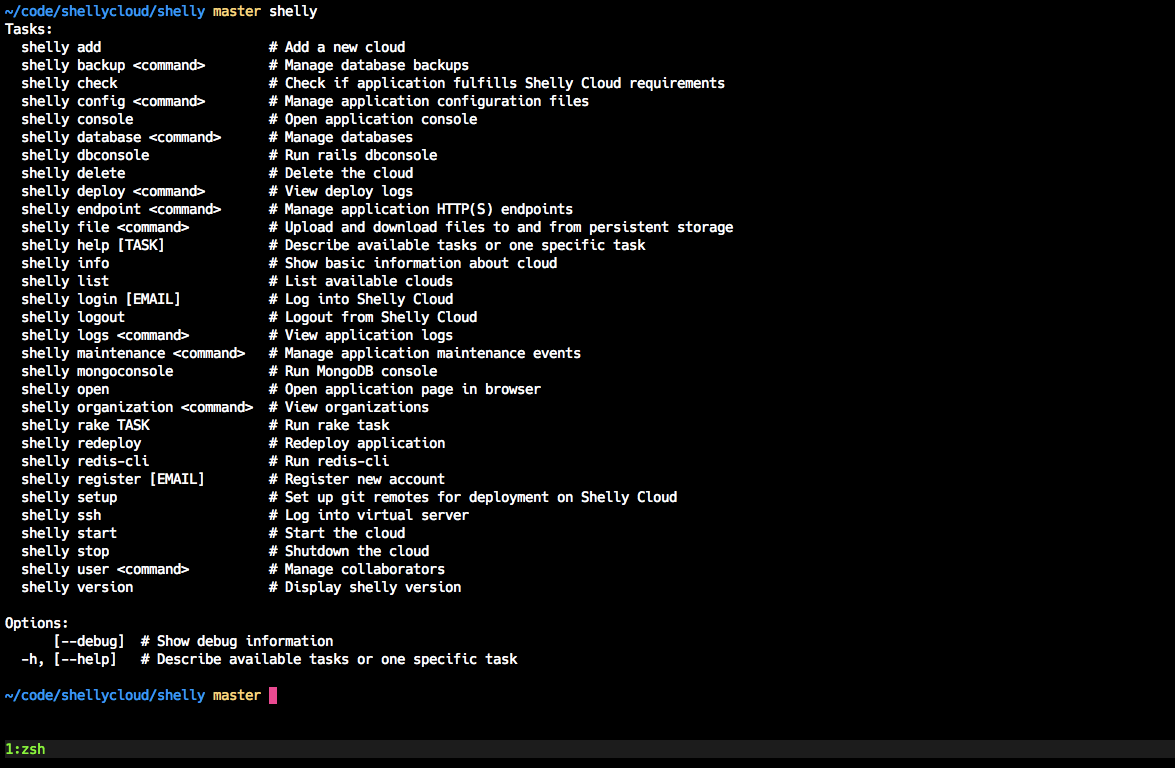 ~/code/shellycloud/shelly master shelly
Tasks:
  shelly add                     # Add a new cloud
  shelly backup <command>        # Manage database backups
  shelly check                   # Check if application fulfills Shelly Cloud requirements
  shelly config <command>        # Manage application configuration files
  shelly console                 # Open application console
  shelly database <command>      # Manage databases
  shelly dbconsole               # Run rails dbconsole
  shelly delete                  # Delete the cloud
  shelly deploy <command>        # View deploy logs
  shelly endpoint <command>      # Manage application HTTP(S) endpoints
  shelly file <command>          # Upload and download files to and from persistent storage
  shelly help [TASK]             # Describe available tasks or one specific task
  shelly info                    # Show basic information about cloud
  shelly list                    # List available clouds
  shelly login [EMAIL]           # Log into Shelly Cloud
  shelly logout                  # Logout from Shelly Cloud
  shelly logs <command>          # View application logs
  shelly maintenance <command>   # Manage application maintenance events
  shelly mongoconsole            # Run MongoDB console
  shelly open                    # Open application page in browser
  shelly organization <command>  # View organizations
  shelly rake TASK               # Run rake task
  shelly redeploy                # Redeploy application
  shelly redis-cli               # Run redis-cli
  shelly register [EMAIL]        # Register new account
  shelly setup                   # Set up git remotes for deployment on Shelly Cloud
  shelly ssh                     # Log into virtual server
  shelly start                   # Start the cloud
  shelly stop                    # Shutdown the cloud
  shelly user <command>          # Manage collaborators
  shelly version                 # Display shelly version

Options:
      [--debug]  # Show debug information
  -h, [--help]   # Describe available tasks or one specific task

~/code/shellycloud/shelly master
1:zsh